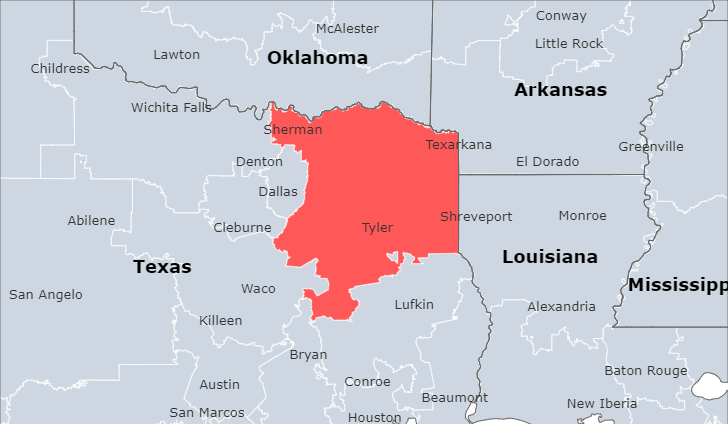 McAlester
Conway
Lawton
Oklahoma
Little Rock
Childress
Arkansas
Wichita Falls
Sherman
Texarkana
Greenville
Denton
El Dorado
Dallas
Abilene
Cleburne
Tyler
Shreveport
Monroe
Texas
Louisiana
Waco
Mississipp
San Angelo
Lufkin
Alexandria
Killeen
Bryan
Baton Rouge
Austin
Conroe
Beaumont
New Iberia
San Marcos
Houston